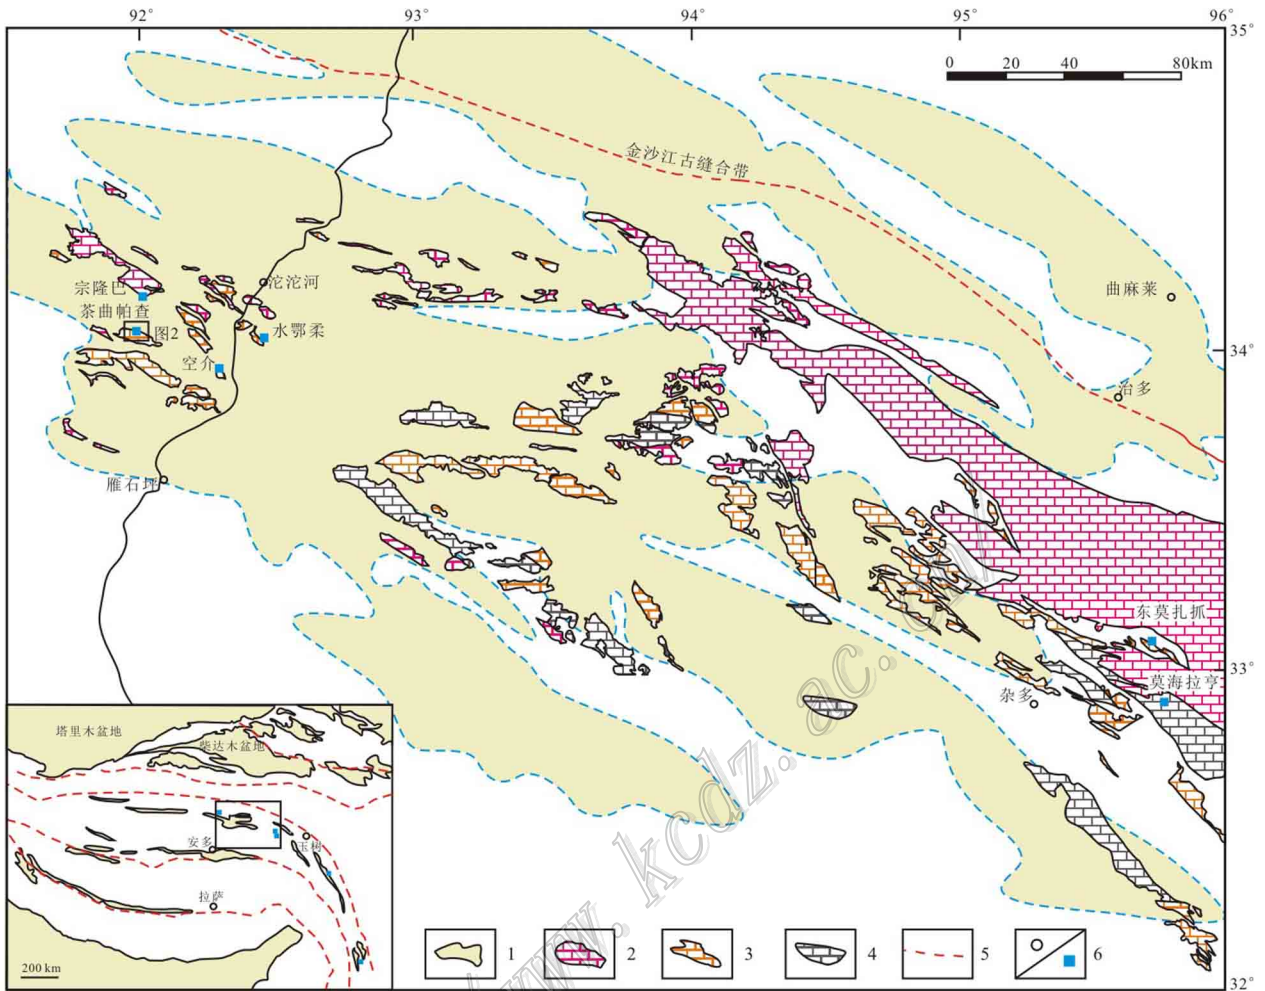 92°
93°
94°
95°
96°
35°
0 20 40 80km
金沙江古缝合带
曲麻莱
沱沱河
宗隆巴
茶曲帕查
图2
水鄂柔
34°
空介
治多
雁石坪
东莫扎抓
33°
莫海拉亨
杂多
塔里木盆地
柴达木盆地
安多
玉树
拉萨
200 km
1
2
3
4
5
6
32°
www.kcdz.ac.cn/